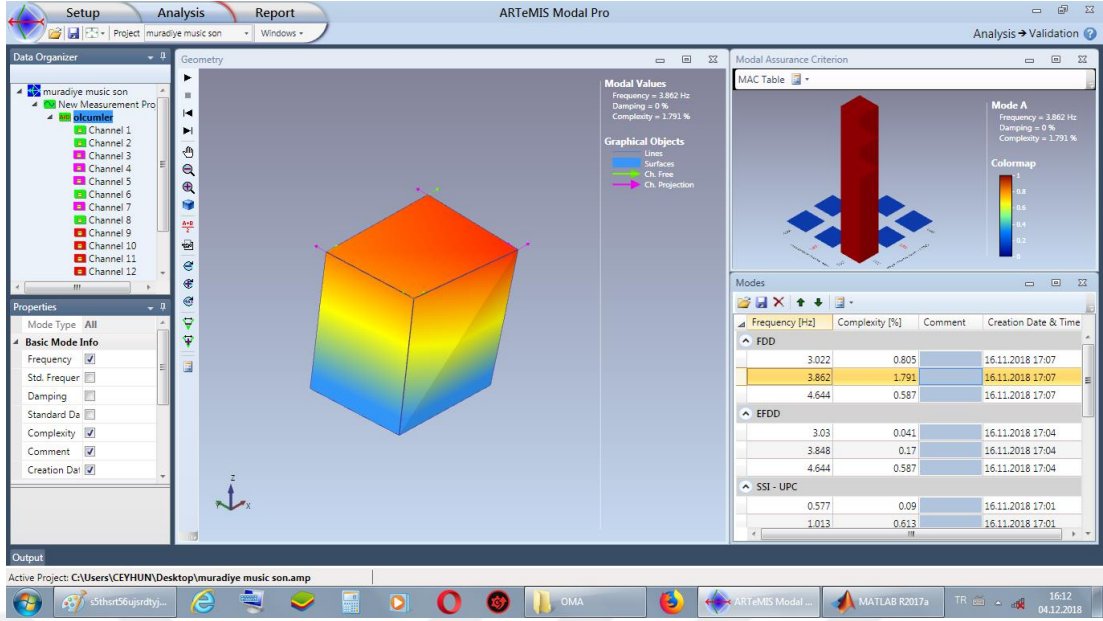 Setup Analysis Report ARTeMIS Modal Pro
Project muradiye music son Windows Analysis → Validation
Data Organizer
muradiye music son
New Measurement Pro
olcumler
Channel 1
Channel 2
Channel 3
Channel 4
Channel 5
Channel 6
Channel 7
Channel 8
Channel 9
Channel 10
Channel 11
Channel 12
Properties
Mode Type All
Basic Mode Info
Frequency
Std. Frequer
Damping
Standard Da
Complexity
Comment
Creation Dat
Geometry
Modal Values
Frequency = 3.862 Hz
Damping = 0 %
Complexity = 1.791 %
Graphical Objects
Lines
Surfaces
Ch. Free
Ch. Projection
Z
X
Modal Assurance Criterion
MAC Table
Mode A
Frequency = 3.862 Hz
Damping = 0 %
Complexity = 1.791 %
Colormap
1
0.8
0.6
0.4
0.2
0
Modes
Frequency [Hz] Complexity [%] Comment Creation Date & Time
FDD
3.022 0.805 16.11.2018 17:07
3.862 1.791 16.11.2018 17:07
4.644 0.587 16.11.2018 17:07
EFDD
3.03 0.041 16.11.2018 17:04
3.848 0.17 16.11.2018 17:04
4.644 0.587 16.11.2018 17:04
SSI - UPC
0.577 0.09 16.11.2018 17:01
1.013 0.613 16.11.2018 17:01
Output
Active Project: C:\Users\CEYHUN\Desktop\muradiye music son.amp
s5thsrt56ujsrdtyj... OMA ARTeMIS Modal ... MATLAB R2017a TR 16:12
04.12.2018